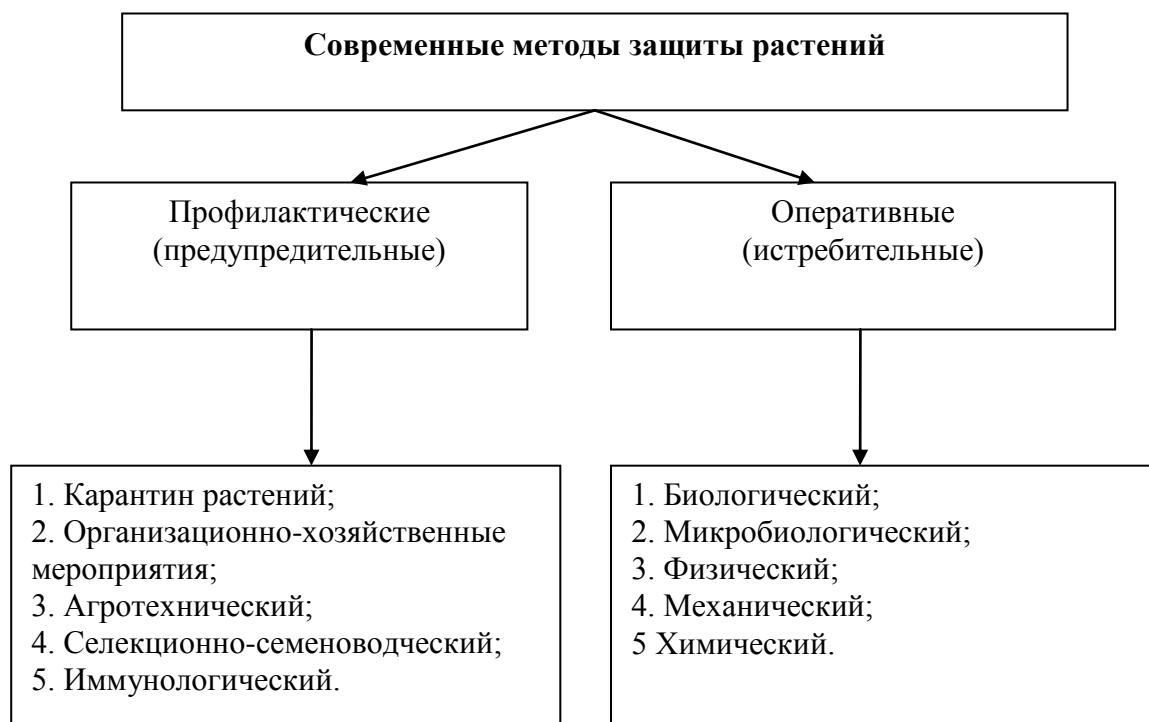 Современные методы защиты растений
Профилактические
(предупредительные)
Оперативные
(истребительные)
1. Карантин растений;
2. Организационно-хозяйственные
мероприятия;
3. Агротехнический;
4. Селекционно-семеноводческий;
5. Иммунологический.
1. Биологический;
2. Микробиологический;
3. Физический;
4. Механический;
5 Химический.